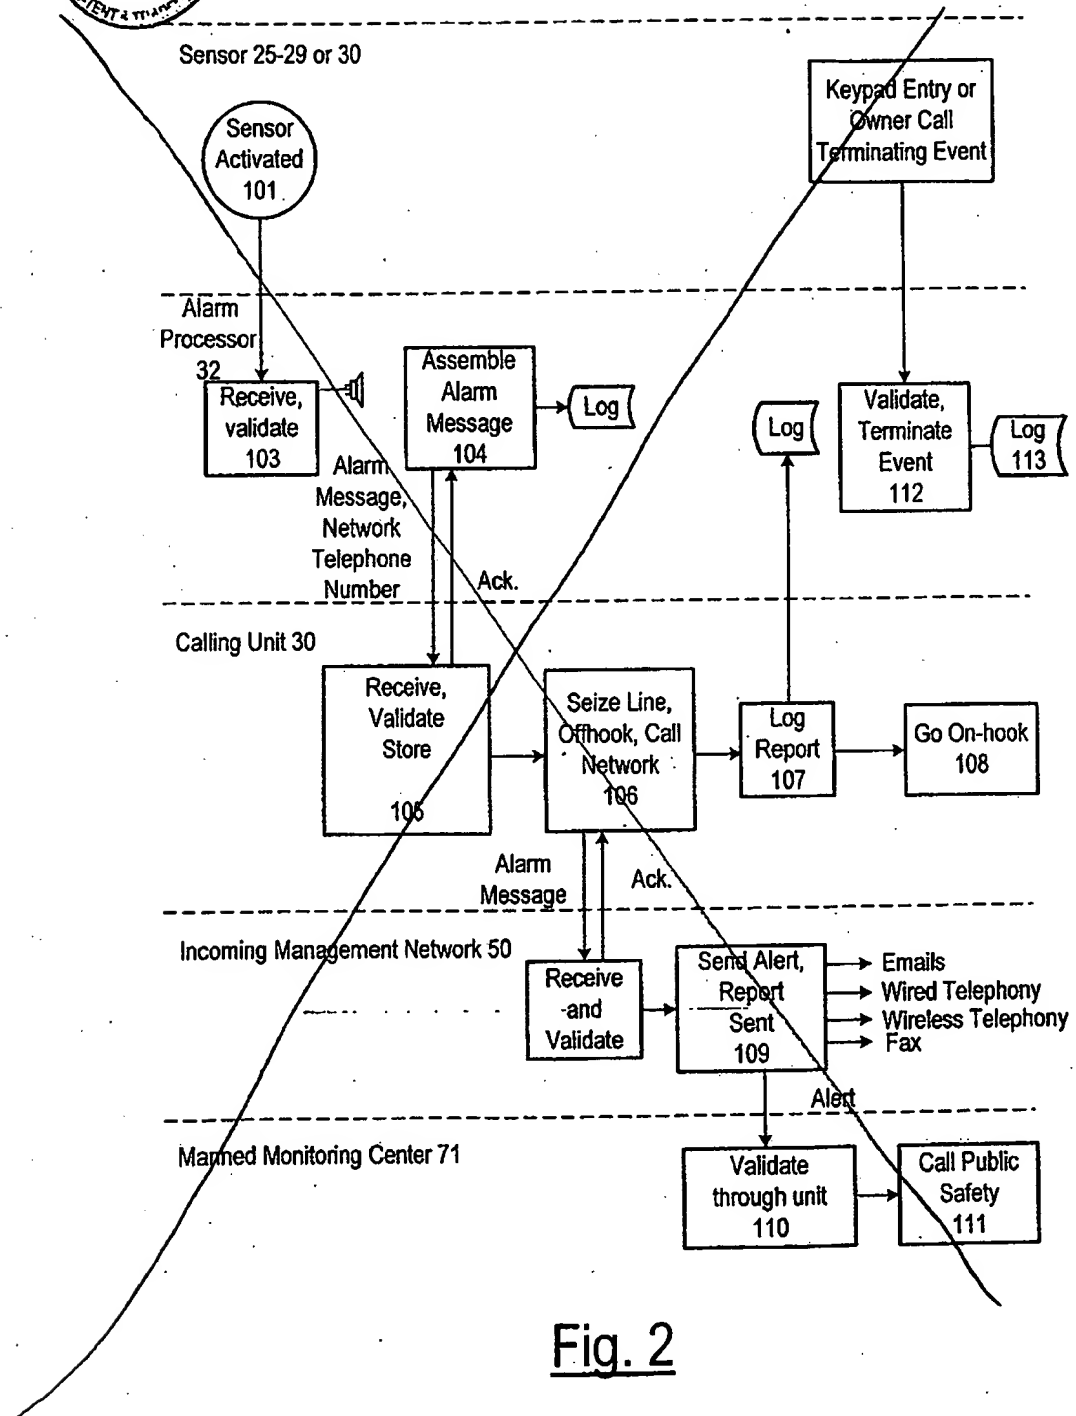 Sensor 25-29 or 30
Sensor
Activated
101
Keypad Entry or
Owner Call
Terminating Event
Alarm
Processor
32
Receive,
validate
103
Assemble
Alarm
Message
104
Log
Log
Validate,
Terminate
Event
112
Log
113
Alarm
Message,
Network
Telephone
Number
Ack.
Calling Unit 30
Receive,
Validate
Store
105
Seize Line,
Offhook, Call
Network
106
Log
Report
107
Go On-hook
108
Alarm
Message
Ack.
Incoming Management Network 50
Receive
and
Validate
Send Alert,
Report
Sent
109
Emails
Wired Telephony
Wireless Telephony
Fax
Alert
Manned Monitoring Center 71
Validate
through unit
110
Call Public
Safety
111
Fig. 2